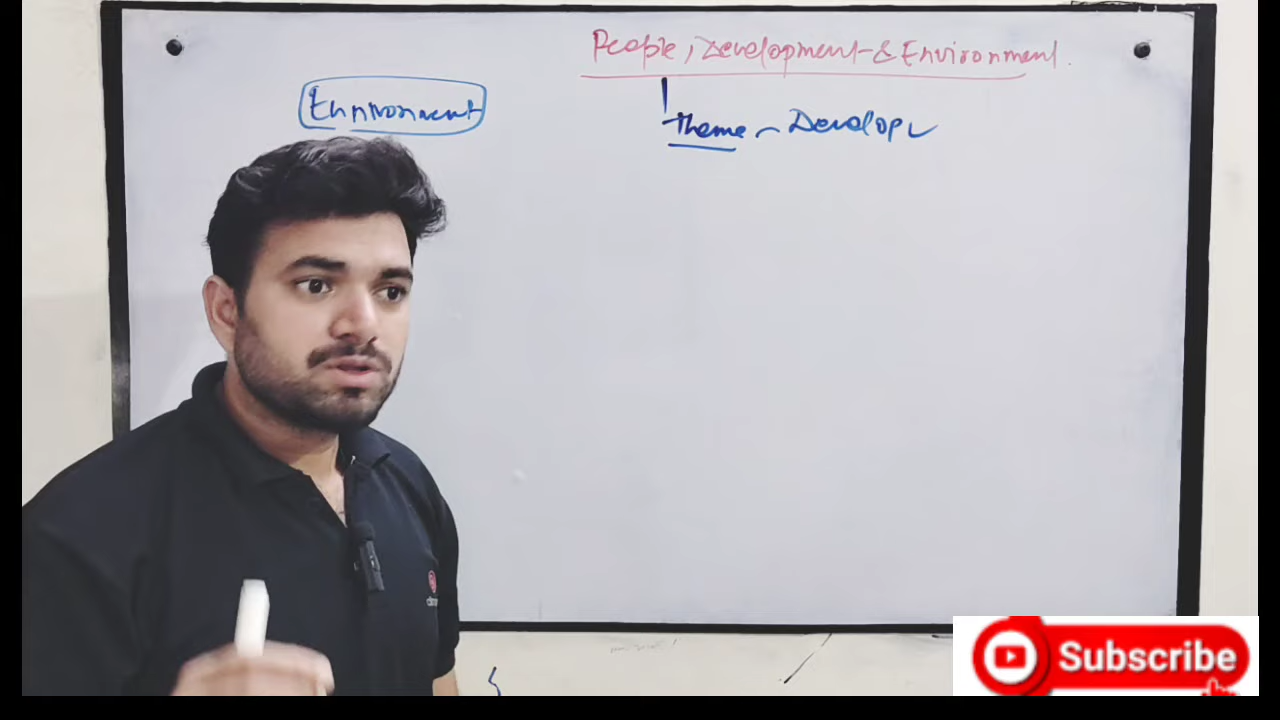 People, Development & Environment.
Environment
Theme - Develop
Subscribe